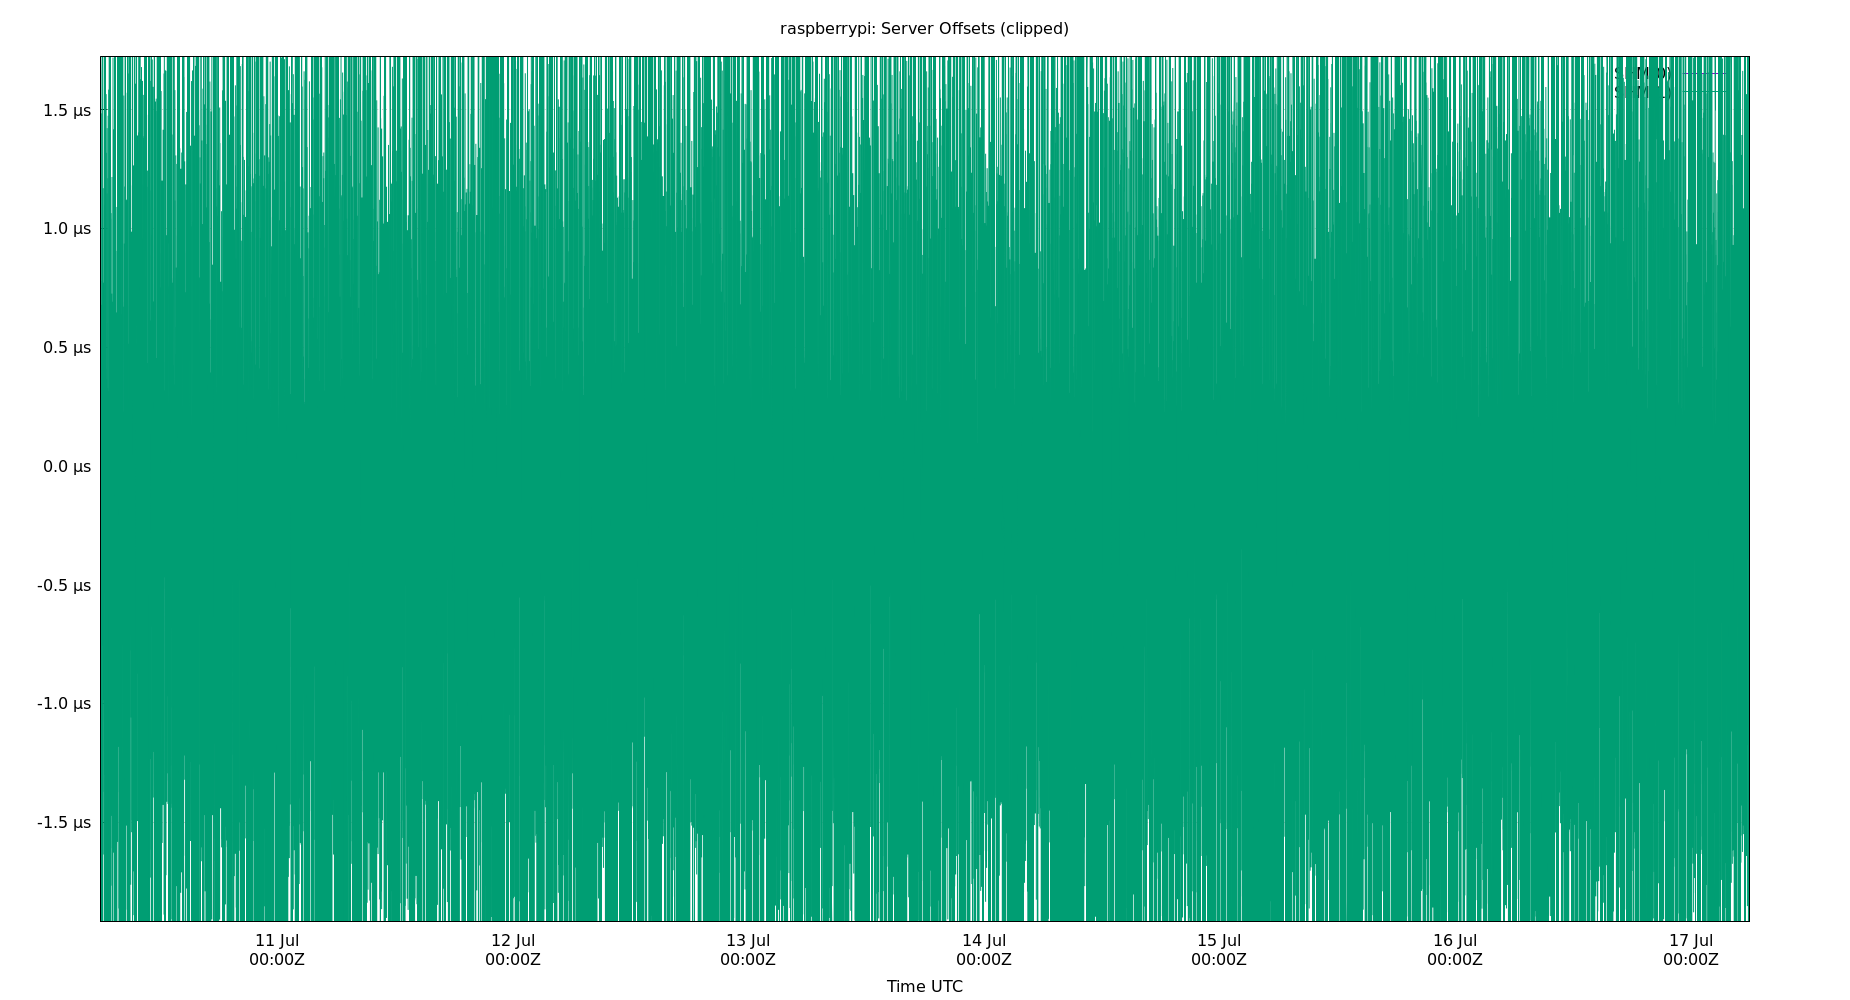 raspberrypi: Server Offsets (clipped)
1.5 µs
1.0 µs
0.5 µs
0.0 µs
-0.5 µs
-1.0 µs
-1.5 µs
11 Jul 12 Jul 13 Jul 14 Jul 15 Jul 16 Jul 17 Jul
00:00Z 00:00Z 00:00Z 00:00Z 00:00Z 00:00Z 00:00Z
Time UTC